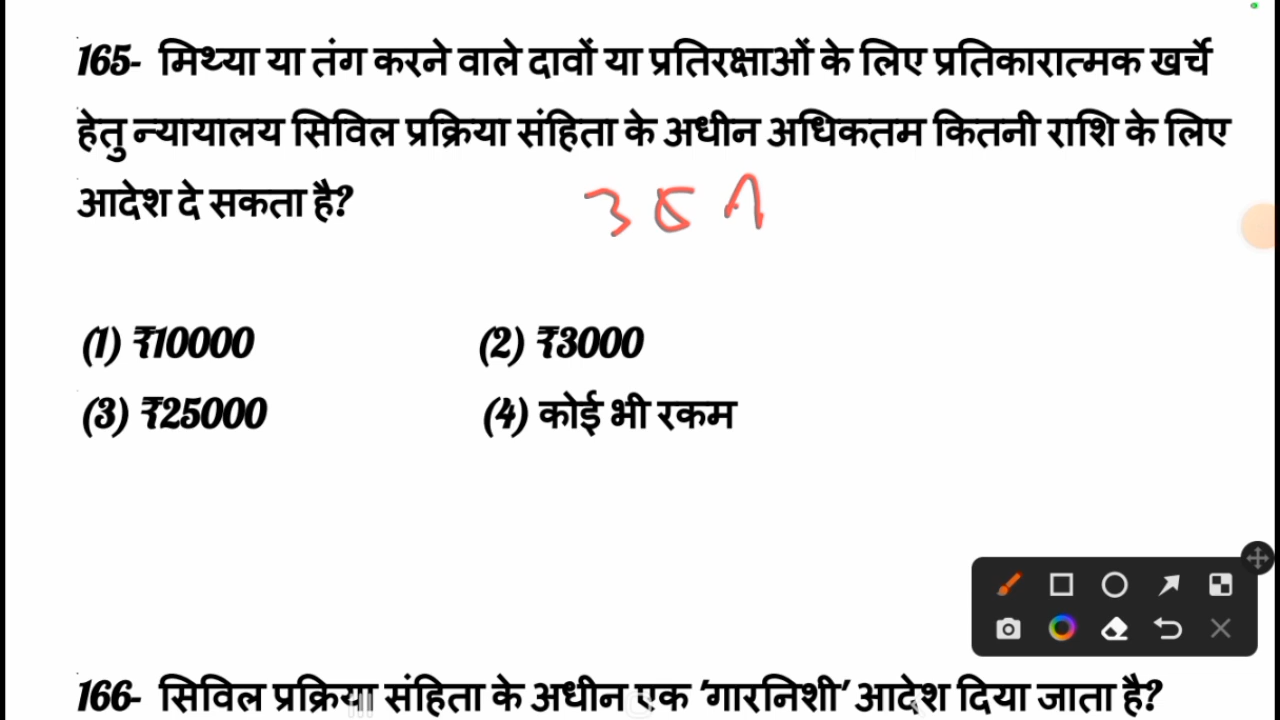 165- मिथ्या या तंग करने वाले दावों या प्रतिरक्षाओं के लिए प्रतिकारात्मक खर्चे
हेतु न्यायालय सिविल प्रक्रिया संहिता के अधीन अधिकतम कितनी राशि के लिए
आदेश दे सकता है?
35A
(1) ₹10000 (2) ₹3000
(3) ₹25000 (4) कोई भी रकम
166- सिविल प्रक्रिया संहिता के अधीन एक 'गारनिशी' आदेश दिया जाता है?